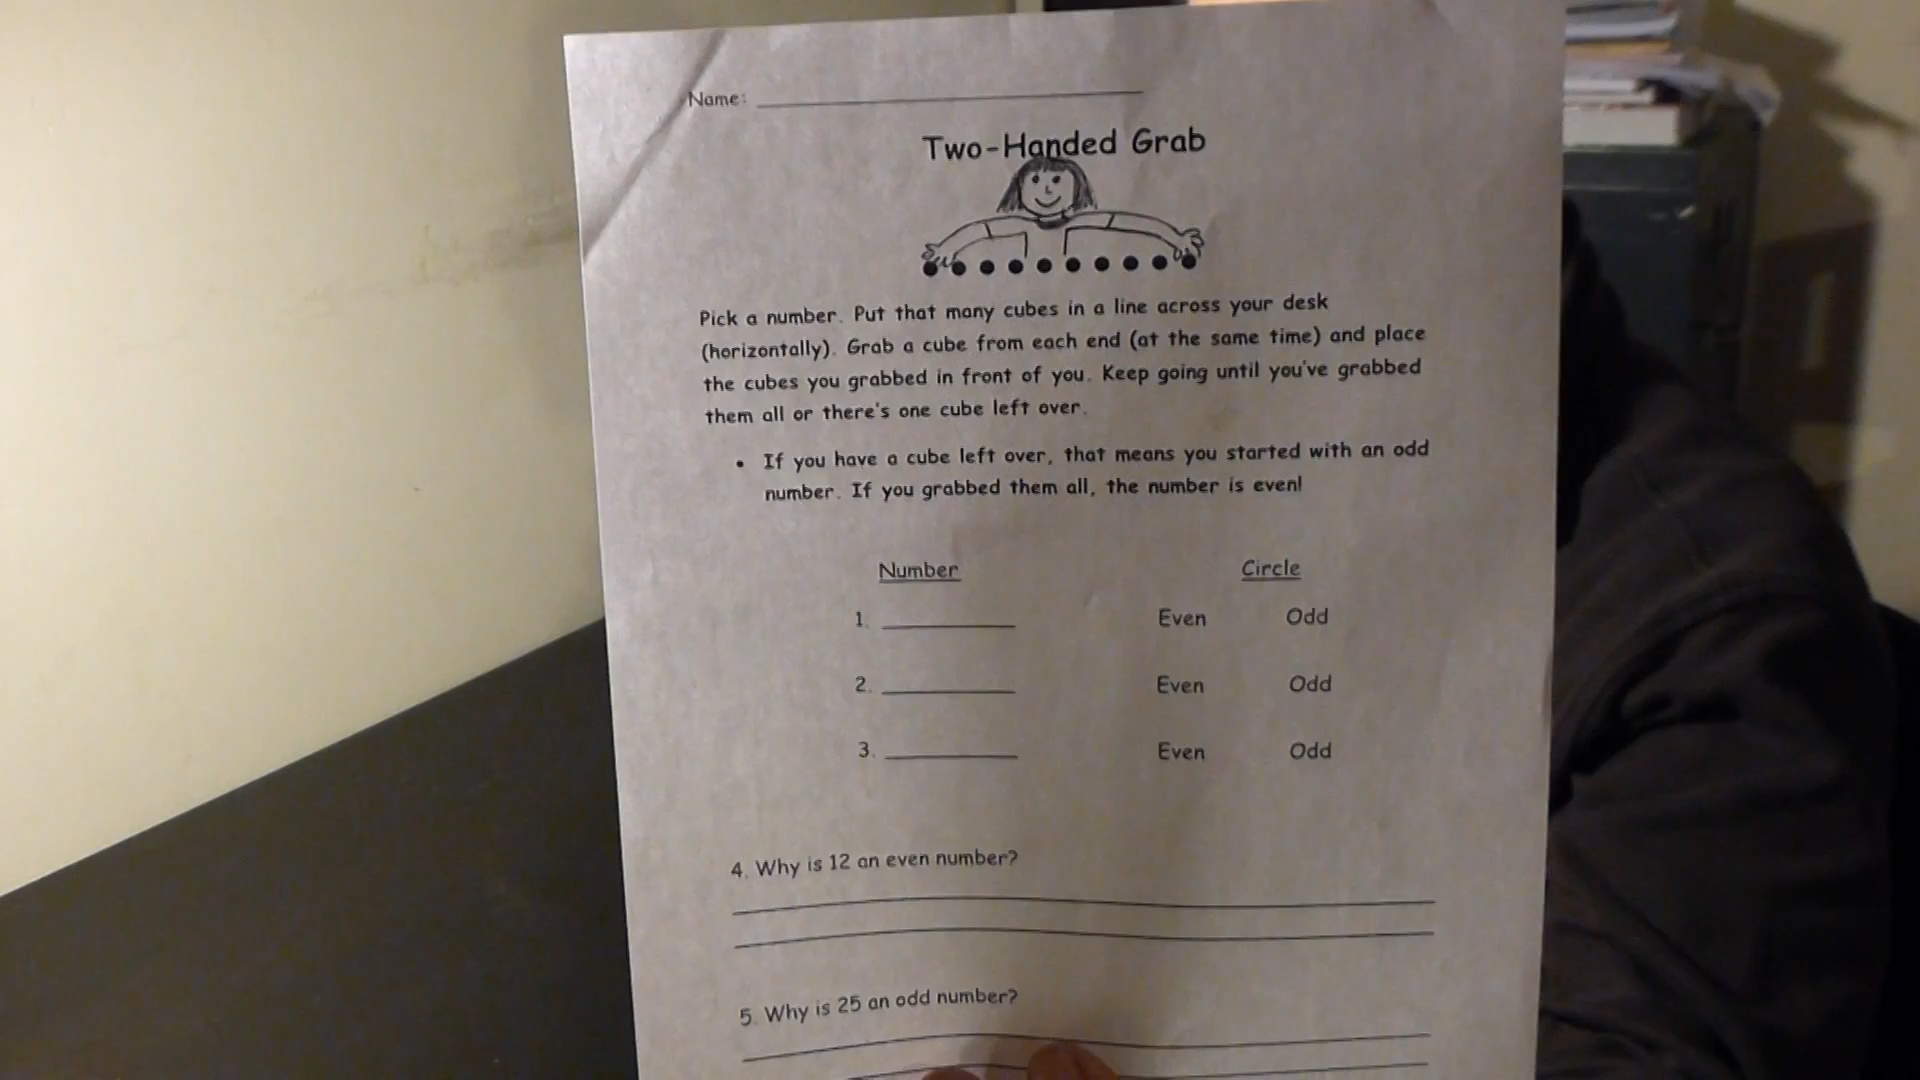 Name:
Two-Handed Grab
Pick a number. Put that many cubes in a line across your desk
(horizontally). Grab a cube from each end (at the same time) and place
the cubes you grabbed in front of you. Keep going until you've grabbed
them all or there's one cube left over.
• If you have a cube left over, that means you started with an odd
number. If you grabbed them all, the number is even!
Number Circle
1. Even Odd
2. Even Odd
3. Even Odd
4. Why is 12 an even number?
5. Why is 25 an odd number?